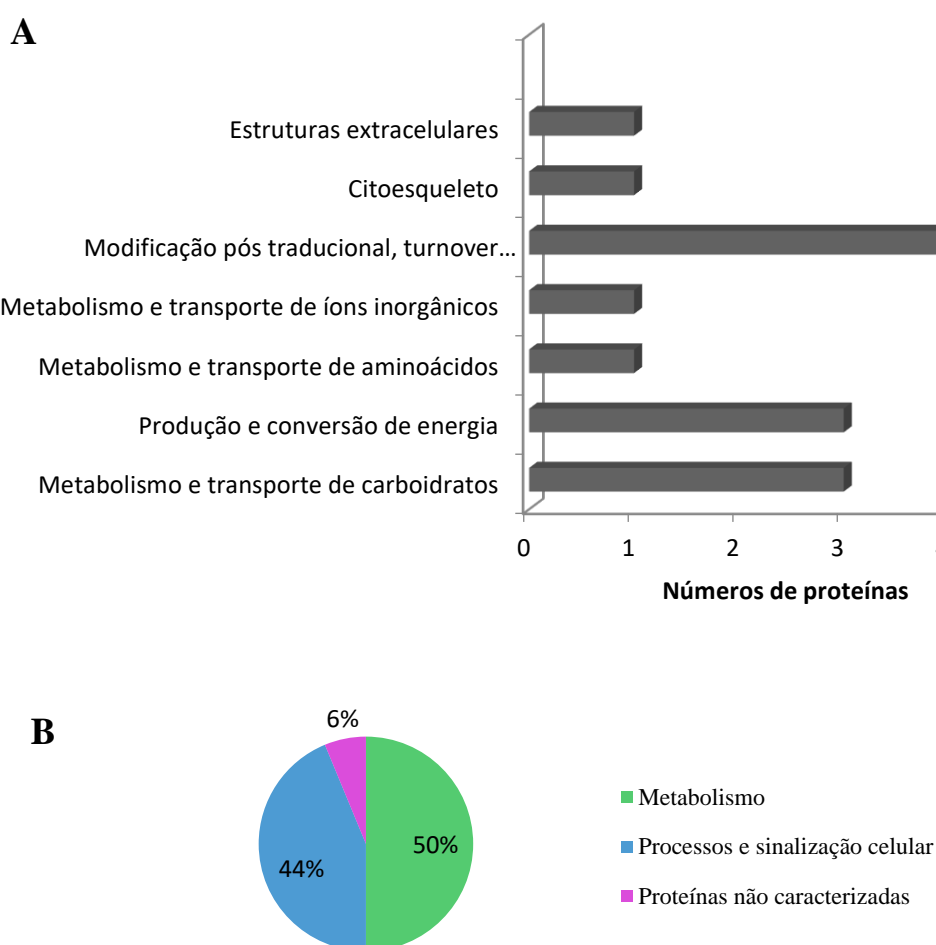 A
Estruturas extracelulares
Citoesqueleto
Modificação pós traducional, turnover...
Metabolismo e transporte de íons inorgânicos
Metabolismo e transporte de aminoácidos
Produção e conversão de energia
Metabolismo e transporte de carboidratos
0 1 2 3
Números de proteínas
B
6%
50%
44%
Metabolismo
Processos e sinalização celular
Proteínas não caracterizadas